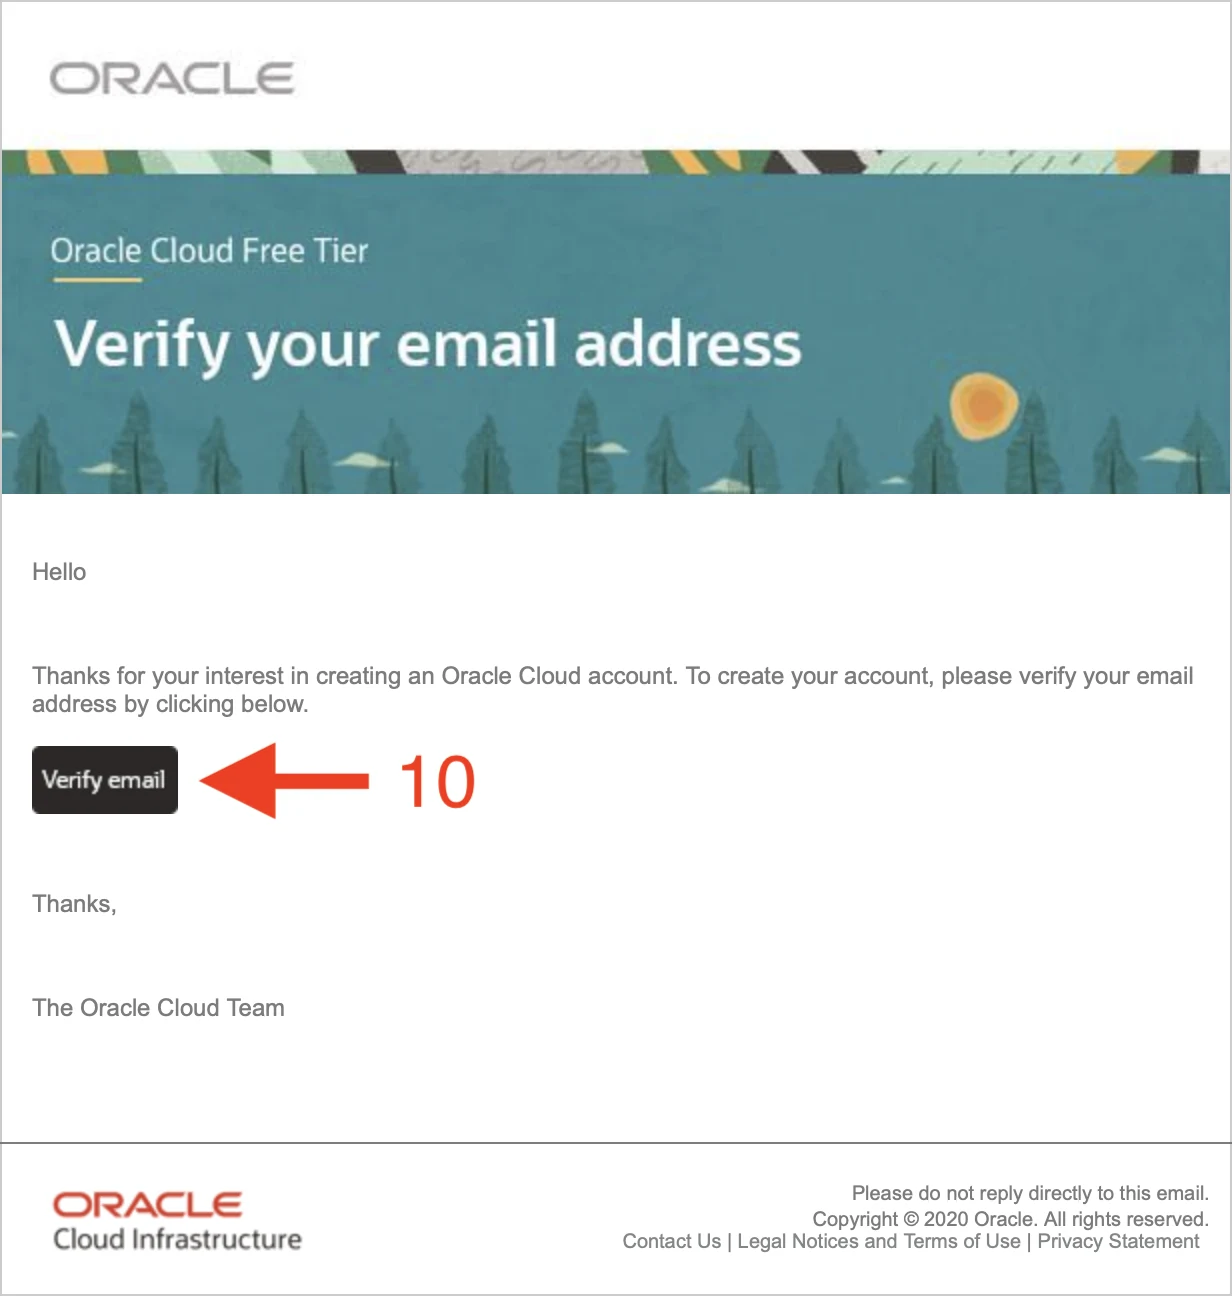 ORACLE
Oracle Cloud Free Tier
Verify your email address
Hello
Thanks for your interest in creating an Oracle Cloud account. To create your account, please verify your email
address by clicking below.
Verify email 10
Thanks,
The Oracle Cloud Team
ORACLE
Cloud Infrastructure
Please do not reply directly to this email.
Copyright © 2020 Oracle. All rights reserved.
Contact Us | Legal Notices and Terms of Use | Privacy Statement